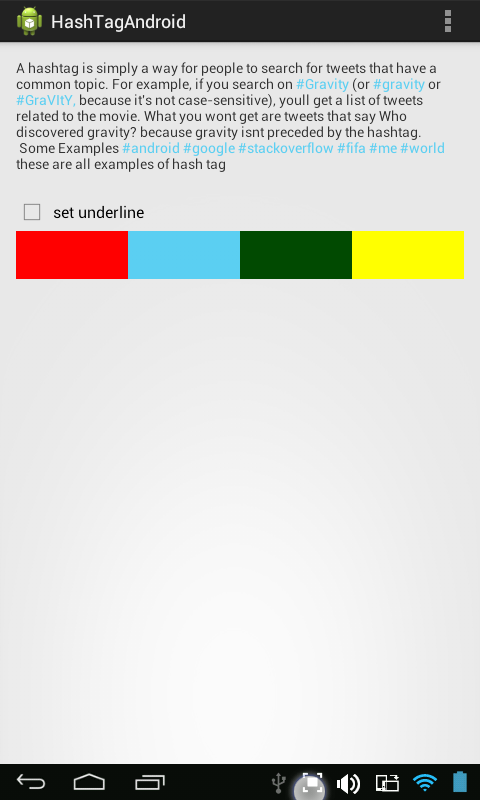 HashTagAndroid
A hashtag is simply a way for people to search for tweets that have a
common topic. For example, if you search on #Gravity (or #gravity or
#GraVItY, because it's not case-sensitive), youll get a list of tweets
related to the movie. What you wont get are tweets that say Who
discovered gravity? because gravity isnt preceded by the hashtag.
Some Examples #android #google #stackoverflow #fifa #me #world
these are all examples of hash tag
set underline